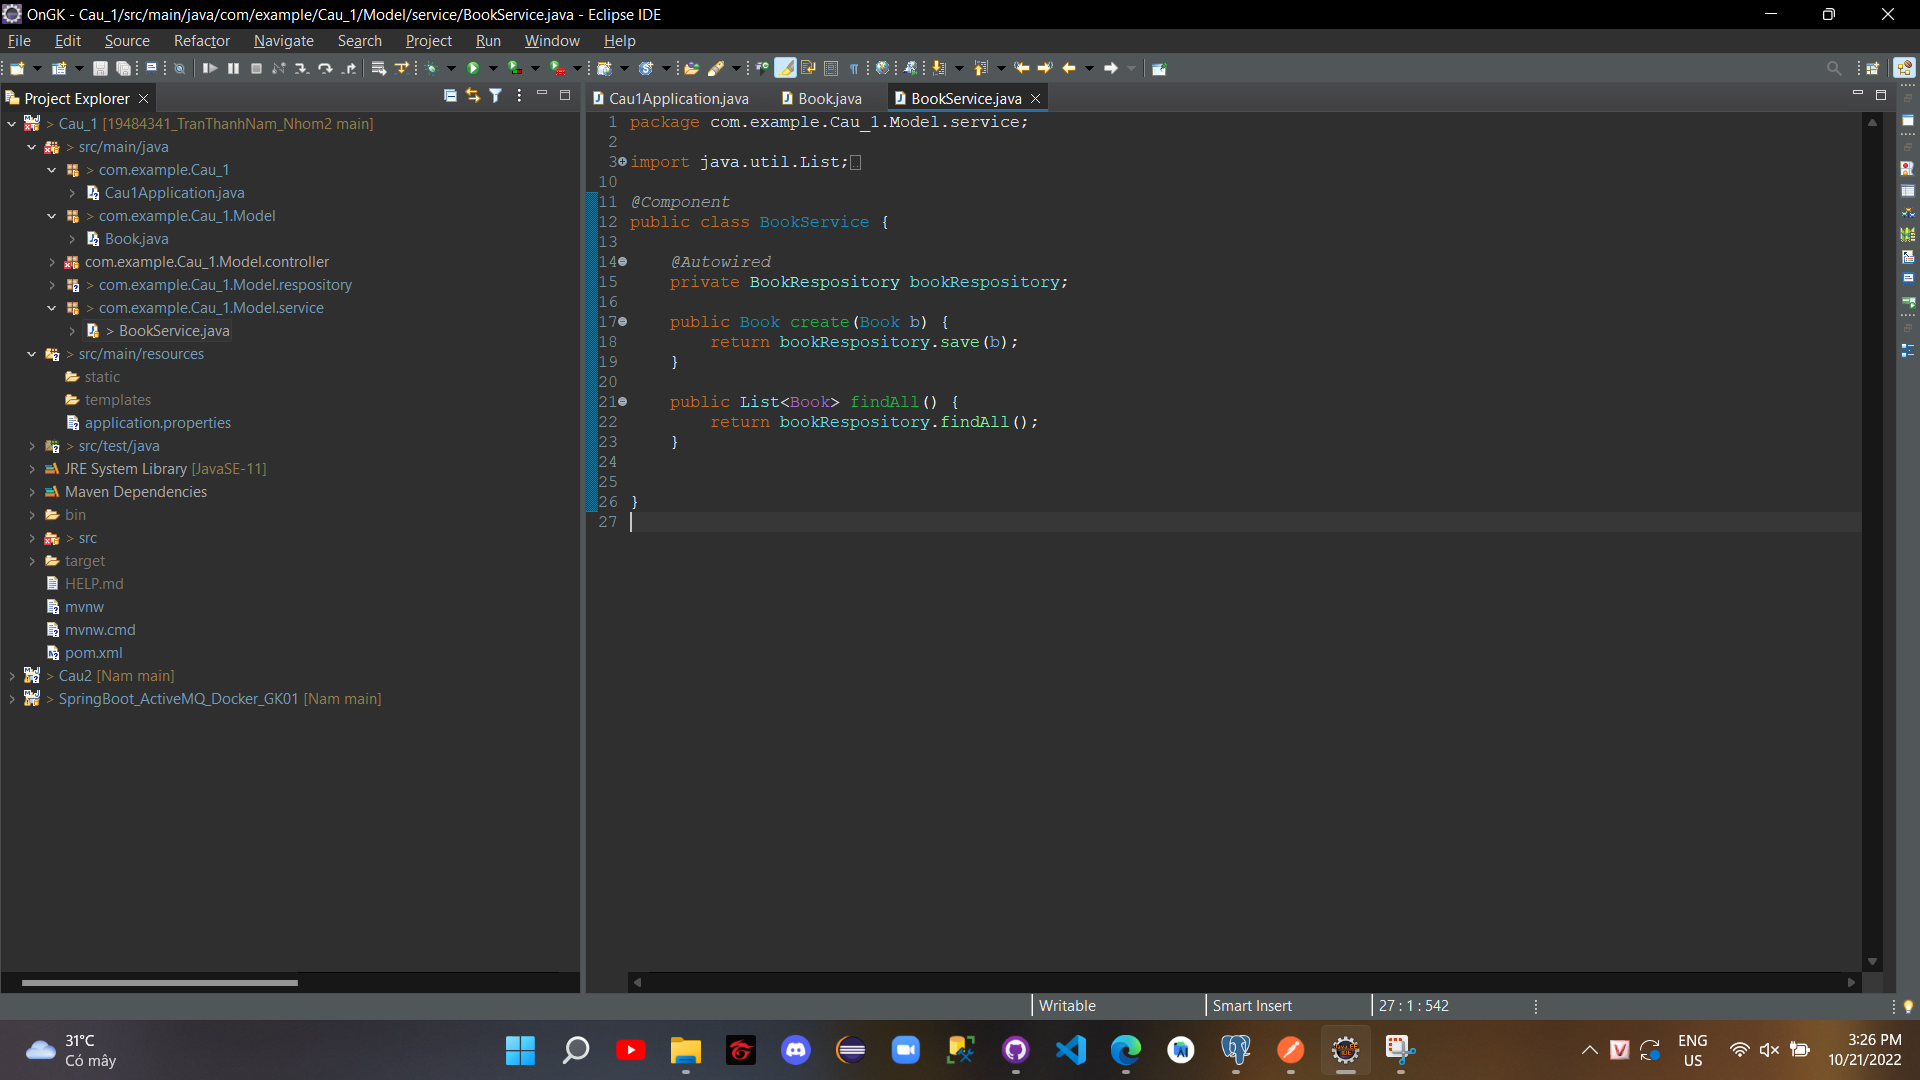 OnGK - Cau_1/src/main/java/com/example/Cau_1/Model/service/BookService.java - Eclipse IDE
File Edit Source Refactor Navigate Search Project Run Window Help
Project Explorer
> Cau_1 [19484341_TranThanhNam_Nhom2 main]
> src/main/java
> com.example.Cau_1
Cau1Application.java
> com.example.Cau_1.Model
Book.java
com.example.Cau_1.Model.controller
> com.example.Cau_1.Model.respository
> com.example.Cau_1.Model.service
> BookService.java
> src/main/resources
static
templates
application.properties
> src/test/java
JRE System Library [JavaSE-11]
Maven Dependencies
bin
> src
target
HELP.md
mvnw
mvnw.cmd
pom.xml
> Cau2 [Nam main]
> SpringBoot_ActiveMQ_Docker_GK01 [Nam main]
Cau1Application.java Book.java BookService.java
1 package com.example.Cau_1.Model.service;
2
3 import java.util.List;
10
11 @Component
12 public class BookService {
13
14 @Autowired
15 private BookRespository bookRespository;
16
17 public Book create(Book b) {
18 return bookRespository.save(b);
19 }
20
21 public List<Book> findAll() {
22 return bookRespository.findAll();
23 }
24
25
26 }
27
Writable Smart Insert 27 : 1 : 542
31°C
Có mây
ENG
US
3:26 PM
10/21/2022